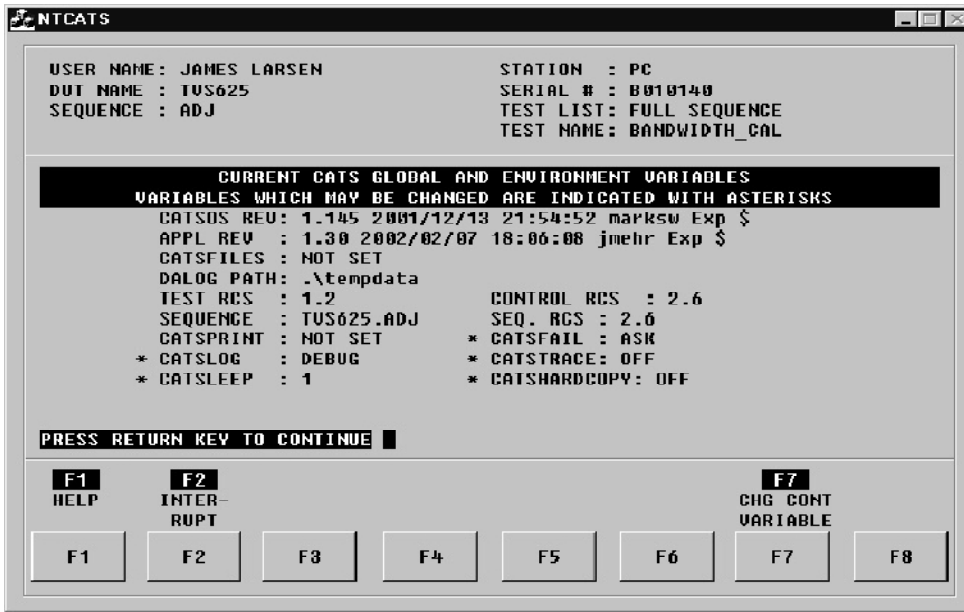 NTCATS
USER NAME: JAMES LARSEN
DUT NAME : TVS625
SEQUENCE : ADJ
STATION : PC
SERIAL # : B010140
TEST LIST: FULL SEQUENCE
TEST NAME: BANDWIDTH_CAL
CURRENT CATS GLOBAL AND ENVIRONMENT VARIABLES
VARIABLES WHICH MAY BE CHANGED ARE INDICATED WITH ASTERISKS
CATSOS REV: 1.145 2001/12/13 21:54:52 marksw Exp $
APPL REV : 1.30 2002/02/07 18:06:08 jmehr Exp $
CATSFILES : NOT SET
DALOG PATH: .\tempdata
TEST RCS : 1.2 CONTROL RCS : 2.6
SEQUENCE : TVS625.ADJ SEQ. RCS : 2.6
CATSPRINT : NOT SET * CATSFAIL : ASK
* CATSLOG : DEBUG * CATSTRACE: OFF
* CATSLEEP : 1 * CATSHARDCOPY: OFF
PRESS RETURN KEY TO CONTINUE
F1 F2 F7
HELP INTER- CHG CONT
RUPT VARIABLE
F1 F2 F3 F4 F5 F6 F7 F8